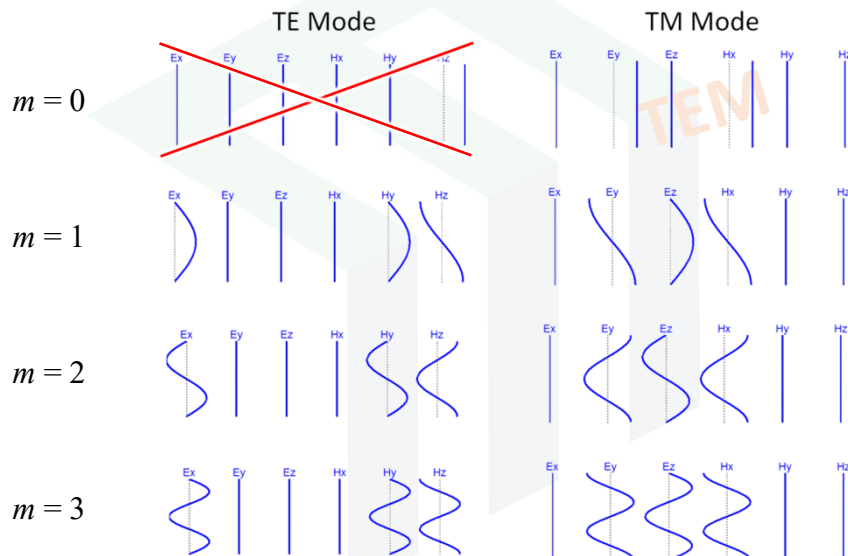 TE Mode TM Mode
Ex Ey Ez Hx Hy Hz Ex Ey Ez Hx Hy Hz
m = 0
TEM
Ex Ey Ez Hx Hy Hz Ex Ey Ez Hx Hy Hz
m = 1
Ex Ey Ez Hx Hy Hz Ex Ey Ez Hx Hy Hz
m = 2
Ex Ey Ez Hx Hy Hz Ex Ey Ez Hx Hy Hz
m = 3